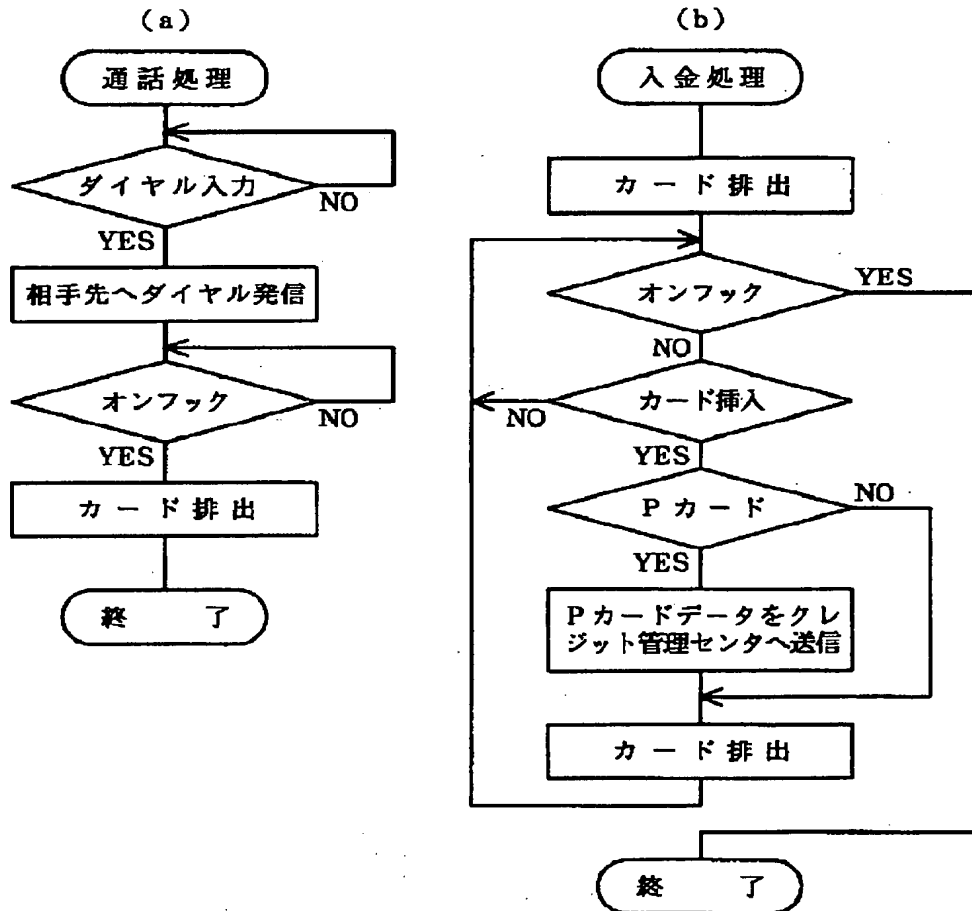 (a)
通話処理
ダイヤル入力
NO
YES
相手先へダイヤル発信
オンフック
NO
YES
カード排出
終 了
(b)
入金処理
カード排出
オンフック
YES
NO
カード挿入
NO
YES
Pカード
NO
YES
Pカードデータをクレ
ジット管理センタへ送信
カード排出
終 了